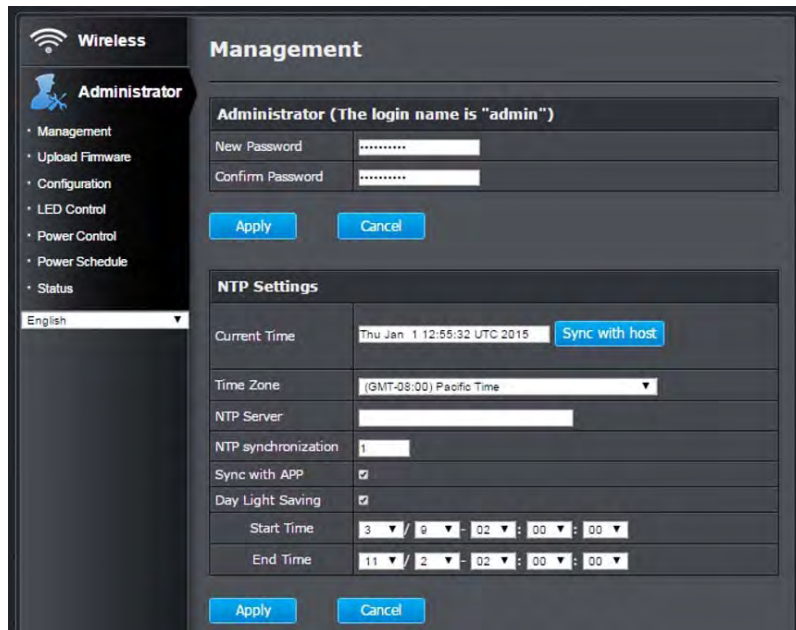 Wireless
Administrator
· Management
· Upload Firmware
· Configuration
· LED Control
· Power Control
· Power Schedule
· Status
English
Management
Administrator (The login name is "admin")
New Password ··········
Confirm Password ··········
Apply Cancel
NTP Settings
Current Time Thu Jan 1 12:55:32 UTC 2015 Sync with host
Time Zone (GMT-08:00) Pacific Time
NTP Server
NTP synchronization 1
Sync with APP
Day Light Saving
Start Time 3 / 9 - 02 : 00 : 00
End Time 11 / 2 - 02 : 00 : 00
Apply Cancel